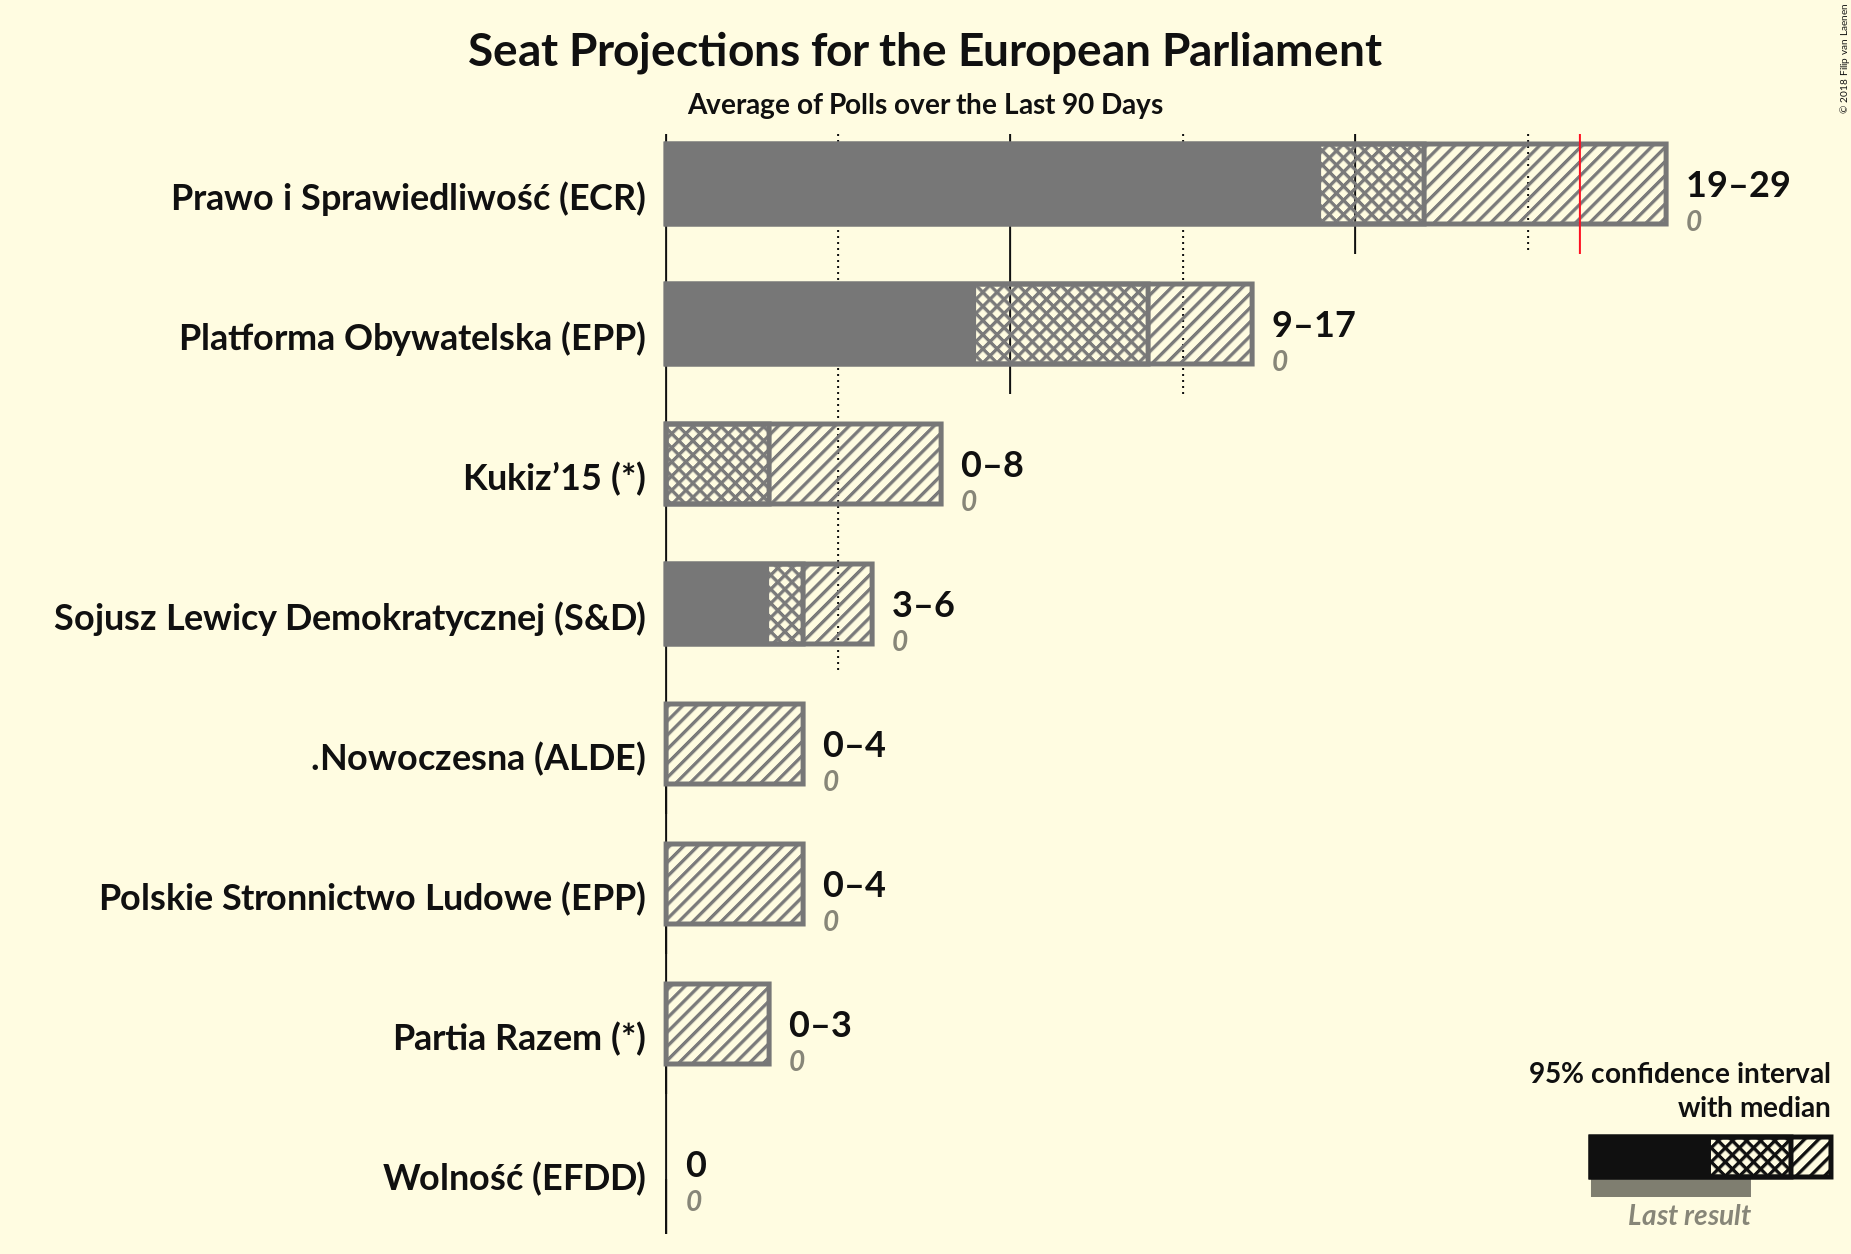 Seat Projections for the European Parliament
Average of Polls over the Last 90 Days
© 2018 Filip van Laenen
Prawo i Sprawiedliwość (ECR)
19–29
0
Platforma Obywatelska (EPP)
9–17
0
Kukiz’15 (*)
0–8
0
Sojusz Lewicy Demokratycznej (S&D)
3–6
0
.Nowoczesna (ALDE)
0–4
0
Polskie Stronnictwo Ludowe (EPP)
0–4
0
Partia Razem (*)
0–3
0
Wolność (EFDD)
0
0
95% confidence interval
with median
Last result